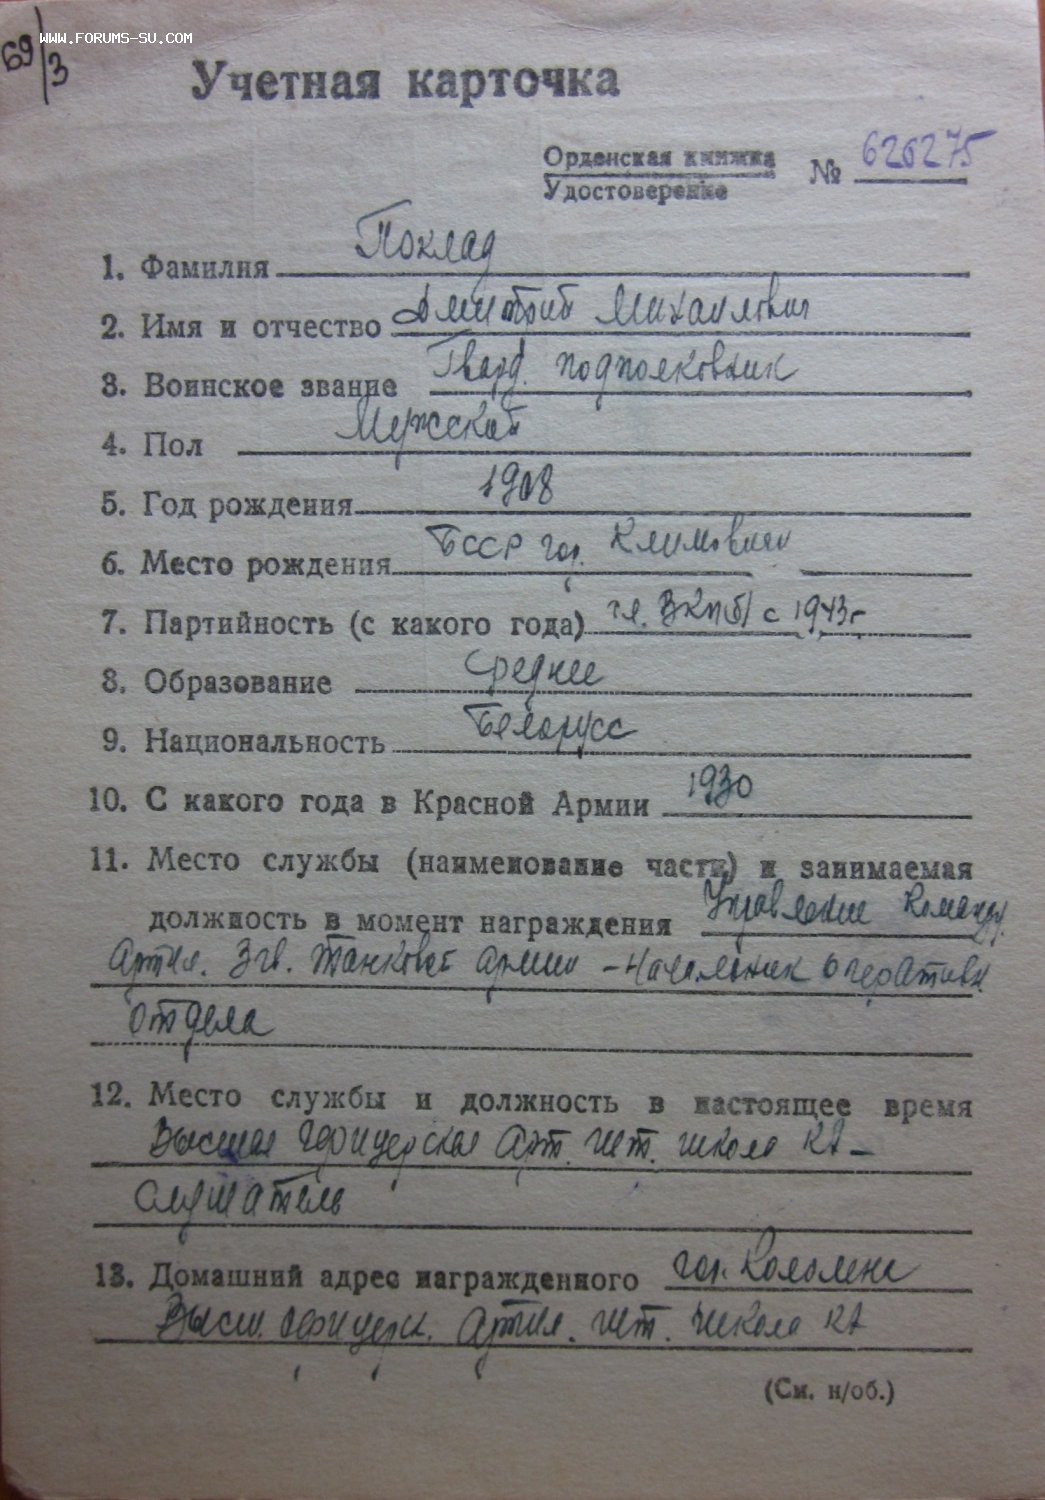 WWW.FORUMS-SU.COM
69/3
Учетная карточка
Орденская книжка
Удостоверение
№ 626275
1. Фамилия Поклад
2. Имя и отчество Дмитрий Михайлович
3. Воинское звание Гвард. подполковник
4. Пол Мужской
5. Год рождения 1908
6. Место рождения БССР гор. Климовичи
7. Партийность (с какого года) чл. ВКП(б) с 1943г
8. Образование Среднее
9. Национальность Белорусс
10. С какого года в Красной Армии 1930
11. Место службы (наименование части) и занимаемая
должность в момент награждения Управление Команд.
Артил. 3 гв. Танковой армии – Начальник оперативн.
отдела
12. Место службы и должность в настоящее время
Высшая офицерская арт. шт. школа КА –
слушатель
13. Домашний адрес награжденного гор. Коломна
Высш. офицерск. Артил. шт. школа КА
(См. н/об.)